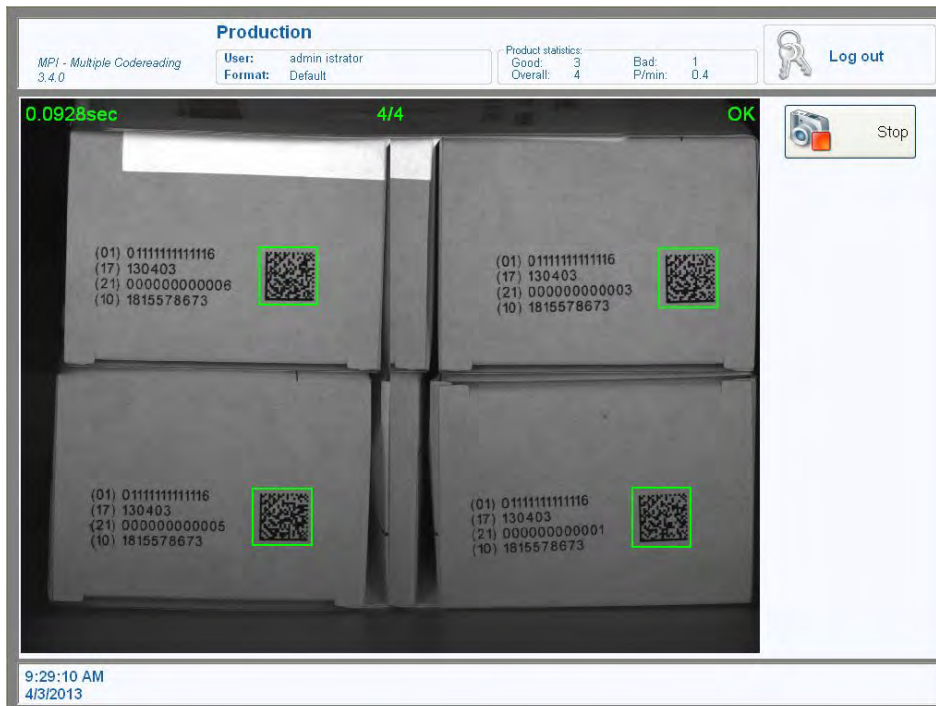 Production
MPI - Multiple Codereading
3.4.0
User: admin istrator
Format: Default
Product statistics:
Good: 3 Bad: 1
Overall: 4 P/min: 0.4
Log out
0.0928sec 4/4 OK
Stop
(01) 01111111111116
(17) 130403
(21) 000000000006
(10) 1815578673
(01) 01111111111116
(17) 130403
(21) 000000000003
(10) 1815578673
(01) 01111111111116
(17) 130403
(21) 000000000005
(10) 1815578673
(01) 01111111111116
(17) 130403
(21) 000000000001
(10) 1815578673
9:29:10 AM
4/3/2013